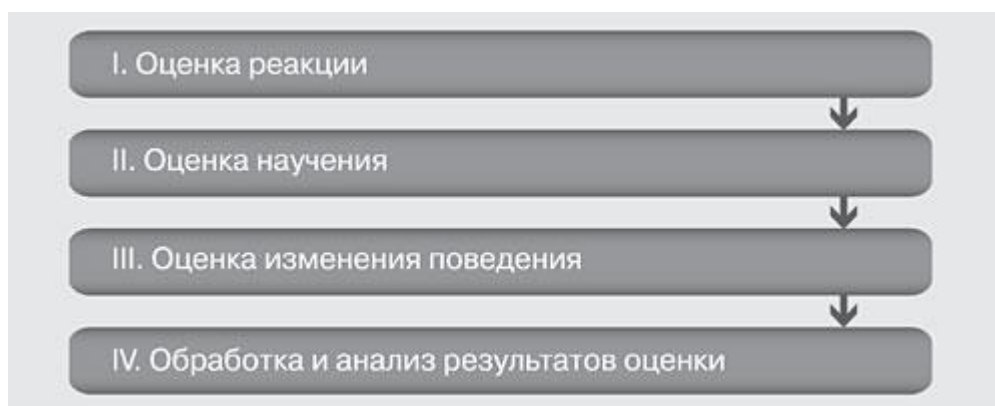 I. Оценка реакции
II. Оценка научения
III. Оценка изменения поведения
IV. Обработка и анализ результатов оценки